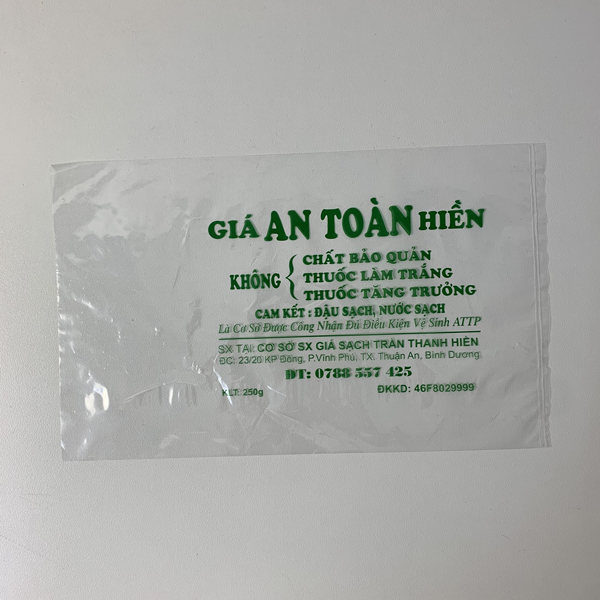 GIÁ AN TOÀN HIỀN
KHÔNG { CHẤT BẢO QUẢN
THUỐC LÀM TRẮNG
THUỐC TĂNG TRƯỞNG
CAM KẾT : ĐẬU SẠCH, NƯỚC SẠCH
Là Cơ Sở Được Công Nhận Đủ Điều Kiện Vệ Sinh ATTP
SX TẠI: CƠ SỞ SX GIÁ SẠCH TRẦN THANH HIỀN
ĐC: 23/20 KP Đông, P.Vĩnh Phú, TX. Thuận An, Bình Dương
ĐT: 0788 557 425
KLT: 250g ĐKKD: 46F8029999